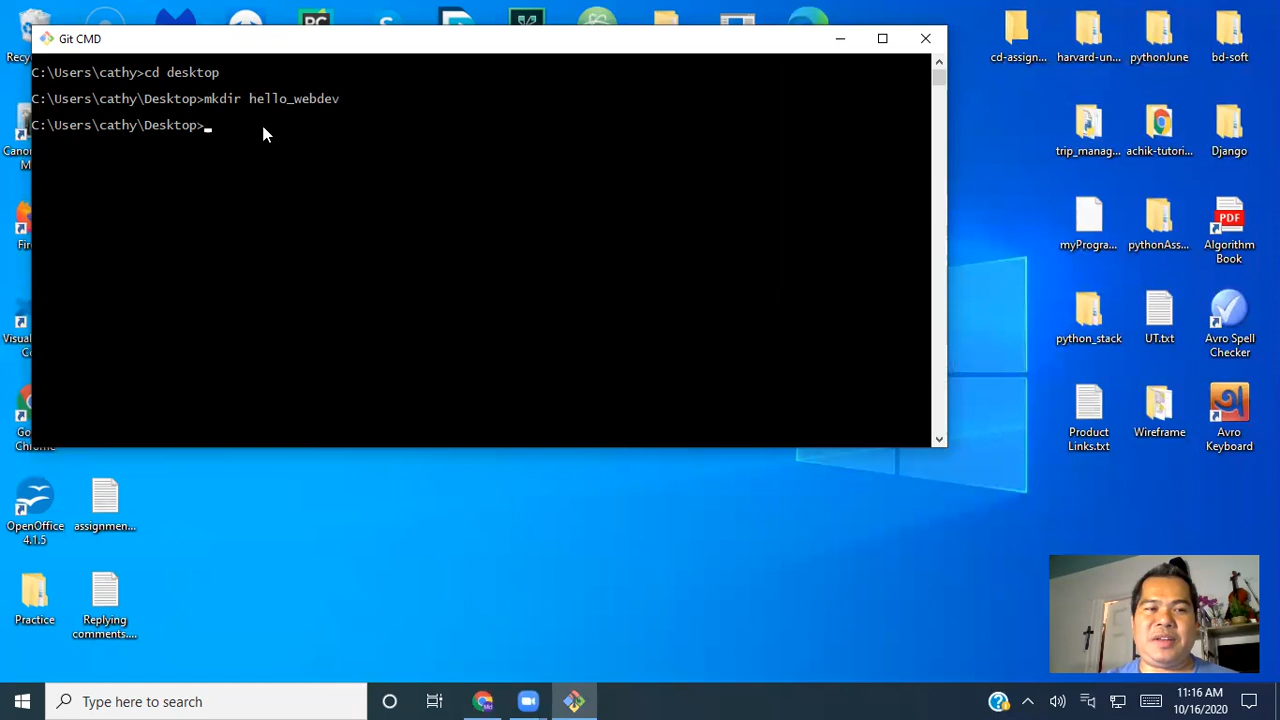 Git CMD
C:\Users\cathy>cd desktop
C:\Users\cathy\Desktop>mkdir hello_webdev
C:\Users\cathy\Desktop>
cd-assign...
harvard-un...
pythonJune
bd-soft
trip_manag...
achik-tutori...
Django
myProgra...
pythonAss...
Algorithm
Book
python_stack
UT.txt
Avro Spell
Checker
Product
Links.txt
Wireframe
Avro
Keyboard
OpenOffice
4.1.5
assignmen...
Practice
Replying
comments....
Type here to search
11:16 AM
10/16/2020